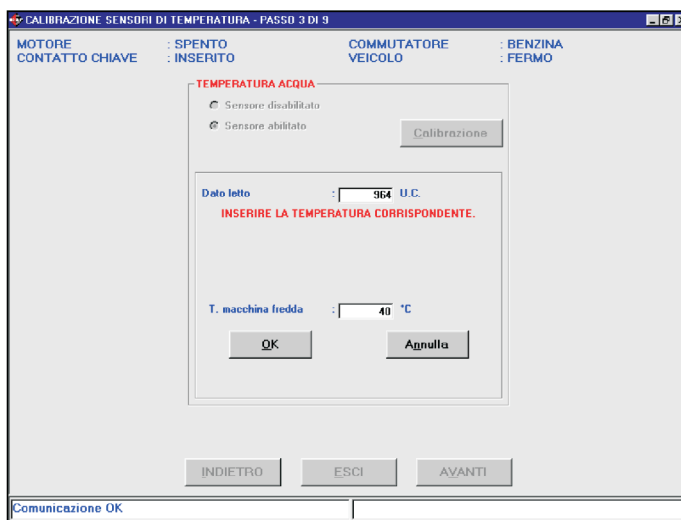 CALIBRAZIONE SENSORI DI TEMPERATURA - PASSO 3 DI 9
MOTORE : SPENTO COMMUTATORE : BENZINA
CONTATTO CHIAVE : INSERITO VEICOLO : FERMO
TEMPERATURA ACQUA
Sensore disabilitato
Sensore abilitato
Calibrazione
Dato letto : 964 U.C.
INSERIRE LA TEMPERATURA CORRISPONDENTE.
T. macchina fredda : 40 °C
OK Annulla
INDIETRO ESCI AVANTI
Comunicazione OK